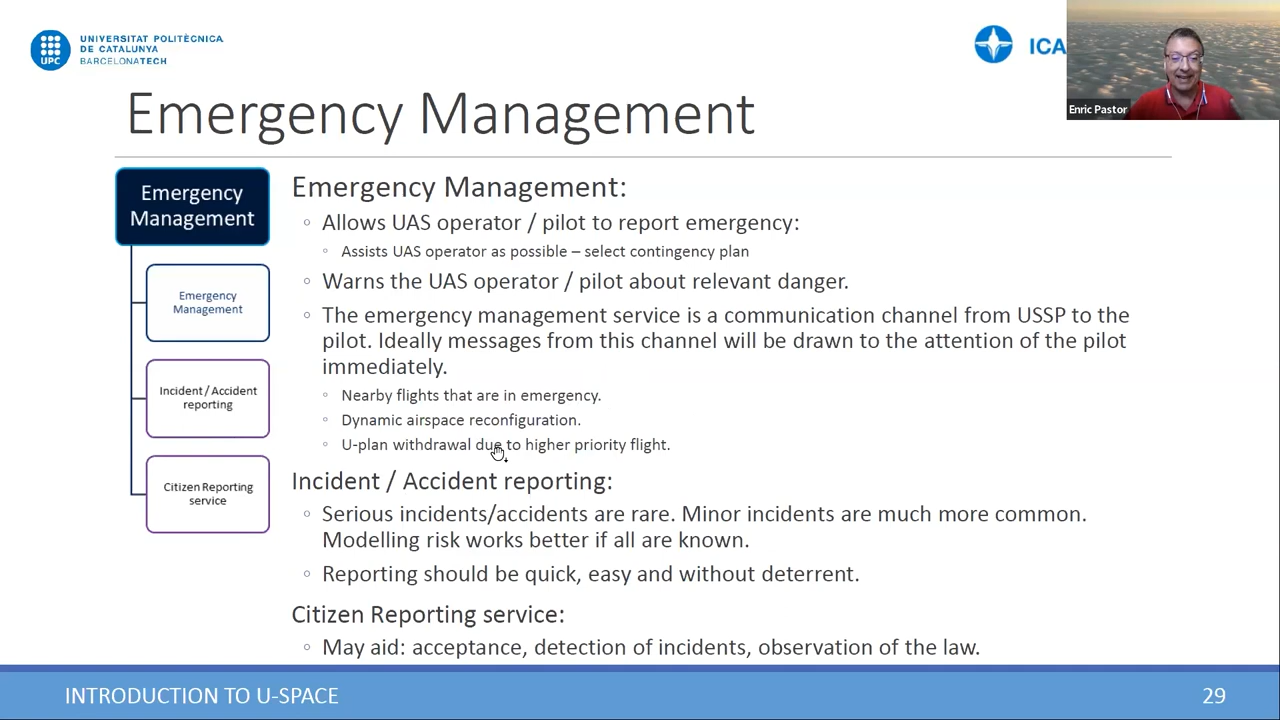 UNIVERSITAT POLITÈCNICA
DE CATALUNYA
BARCELONATECH
UPC
ICA
Enric Pastor
Emergency Management
Emergency
Management
Emergency
Management
Incident / Accident
reporting
Citizen Reporting
service
Emergency Management:
◦ Allows UAS operator / pilot to report emergency:
◦ Assists UAS operator as possible – select contingency plan
◦ Warns the UAS operator / pilot about relevant danger.
◦ The emergency management service is a communication channel from USSP to the
pilot. Ideally messages from this channel will be drawn to the attention of the pilot
immediately.
◦ Nearby flights that are in emergency.
◦ Dynamic airspace reconfiguration.
◦ U-plan withdrawal due to higher priority flight.
Incident / Accident reporting:
◦ Serious incidents/accidents are rare. Minor incidents are much more common.
Modelling risk works better if all are known.
◦ Reporting should be quick, easy and without deterrent.
Citizen Reporting service:
◦ May aid: acceptance, detection of incidents, observation of the law.
INTRODUCTION TO U-SPACE
29